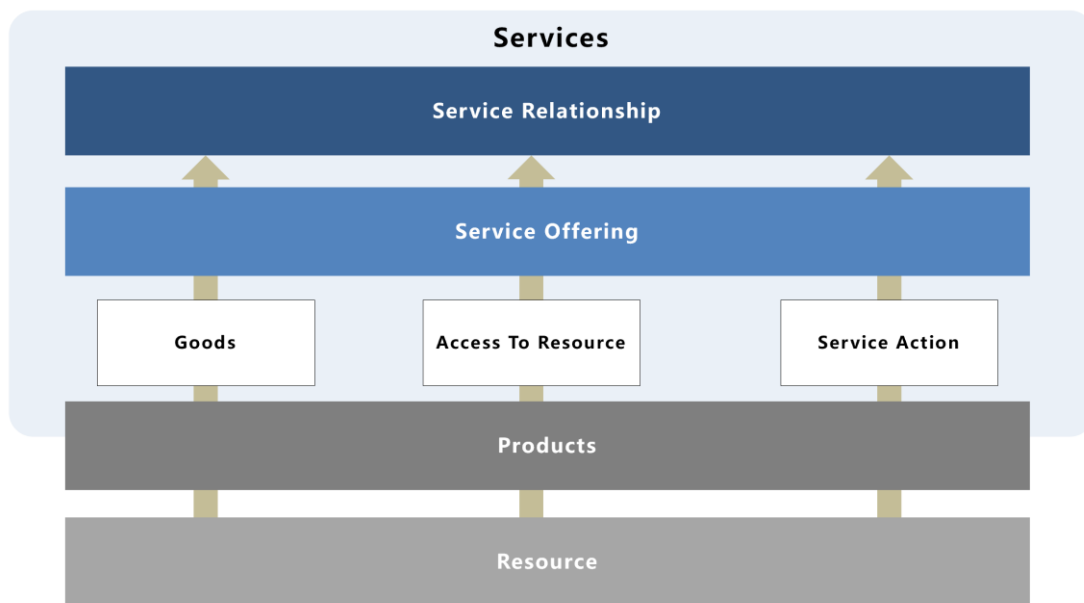 Services
Service Relationship
Service Offering
Goods
Access To Resource
Service Action
Products
Resource